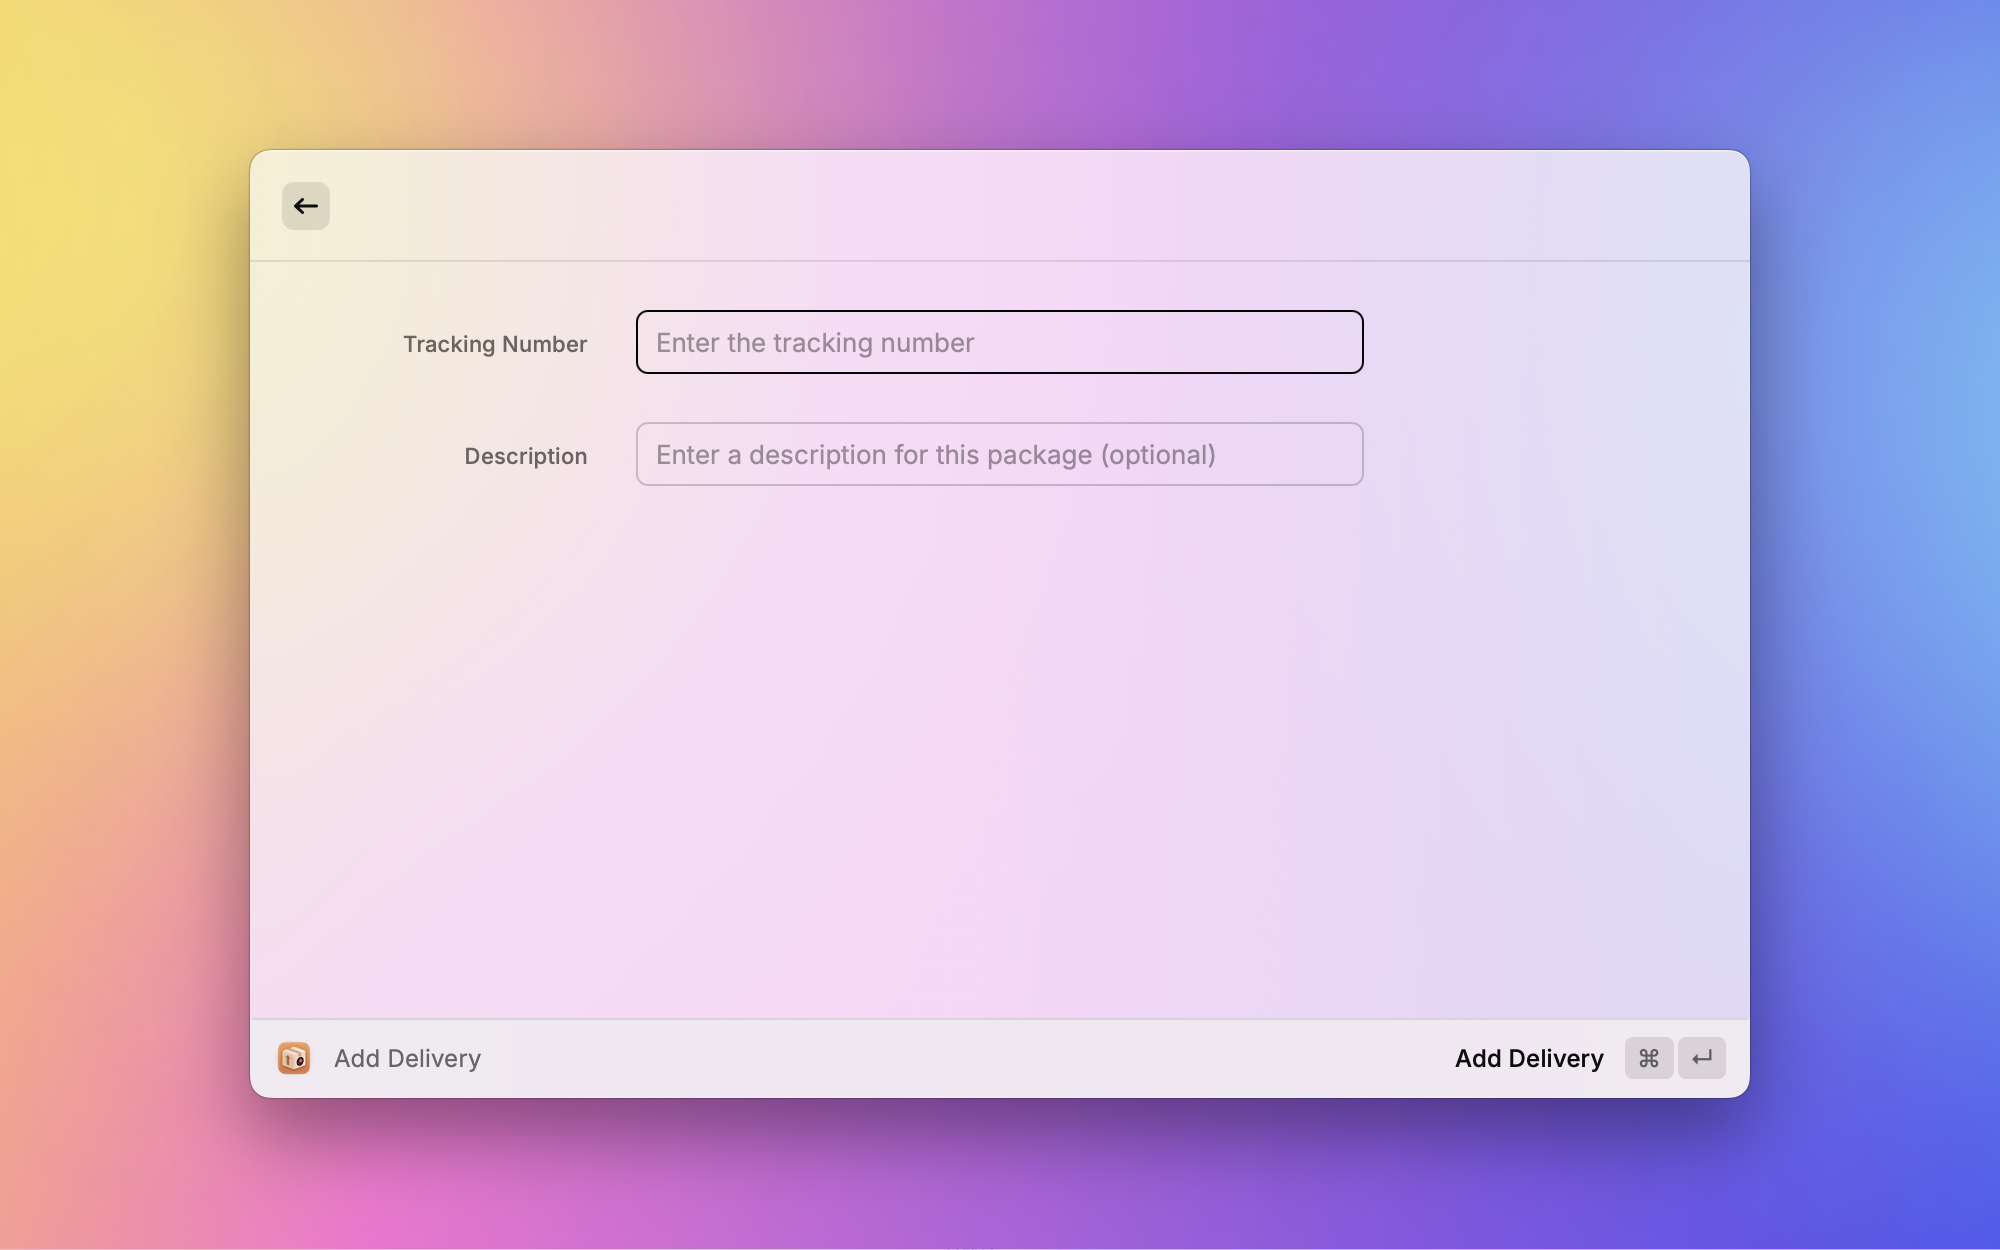 Tracking Number
Enter the tracking number
Description
Enter a description for this package (optional)
Add Delivery
Add Delivery ⌘ ↵